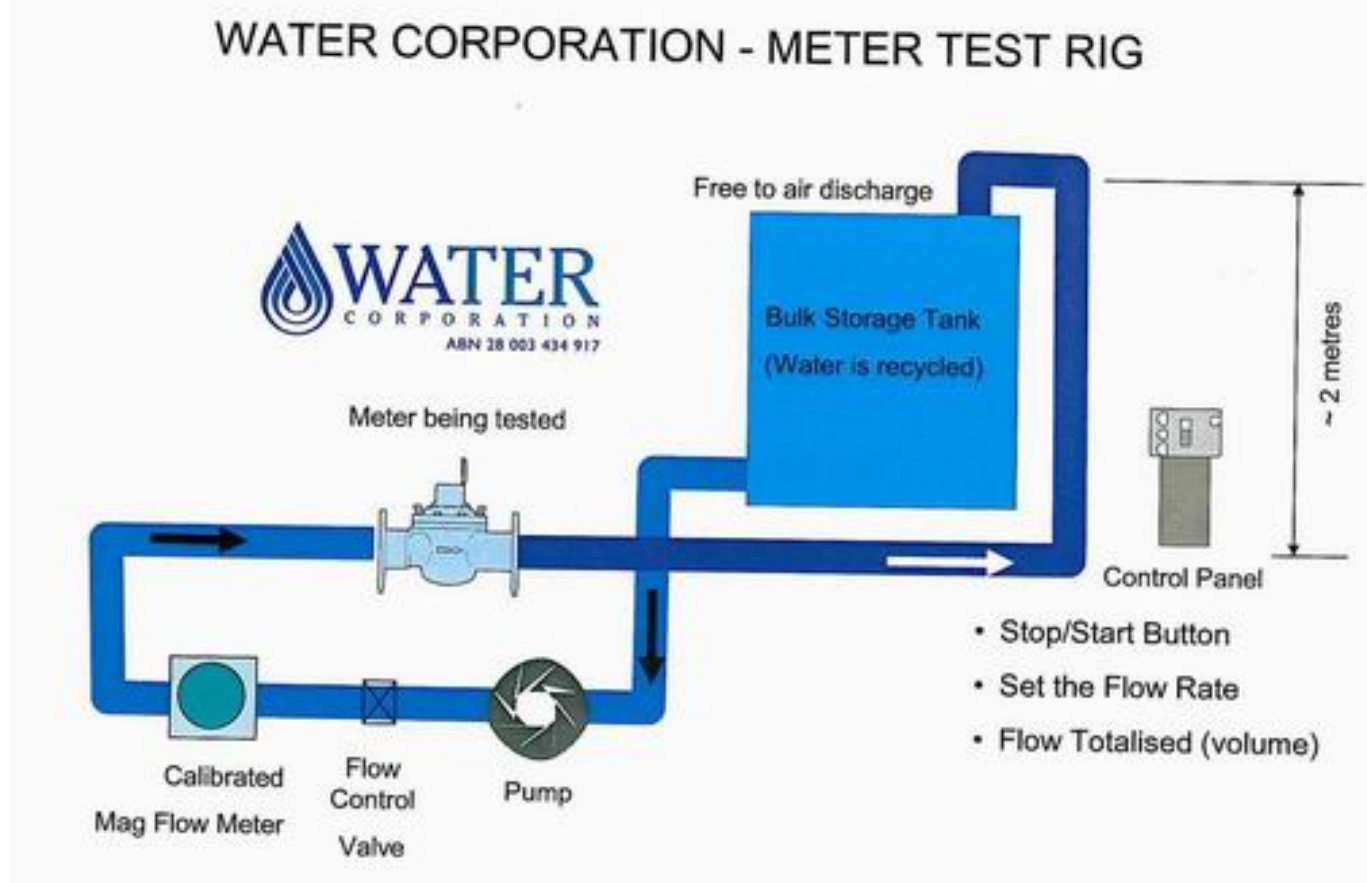 WATER CORPORATION - METER TEST RIG
Free to air discharge
WATER
CORPORATION
ABN 28 003 434 917
Bulk Storage Tank
(Water is recycled)
~ 2 metres
Meter being tested
Control Panel
• Stop/Start Button
• Set the Flow Rate
• Flow Totalised (volume)
Calibrated
Mag Flow Meter
Flow
Control
Valve
Pump